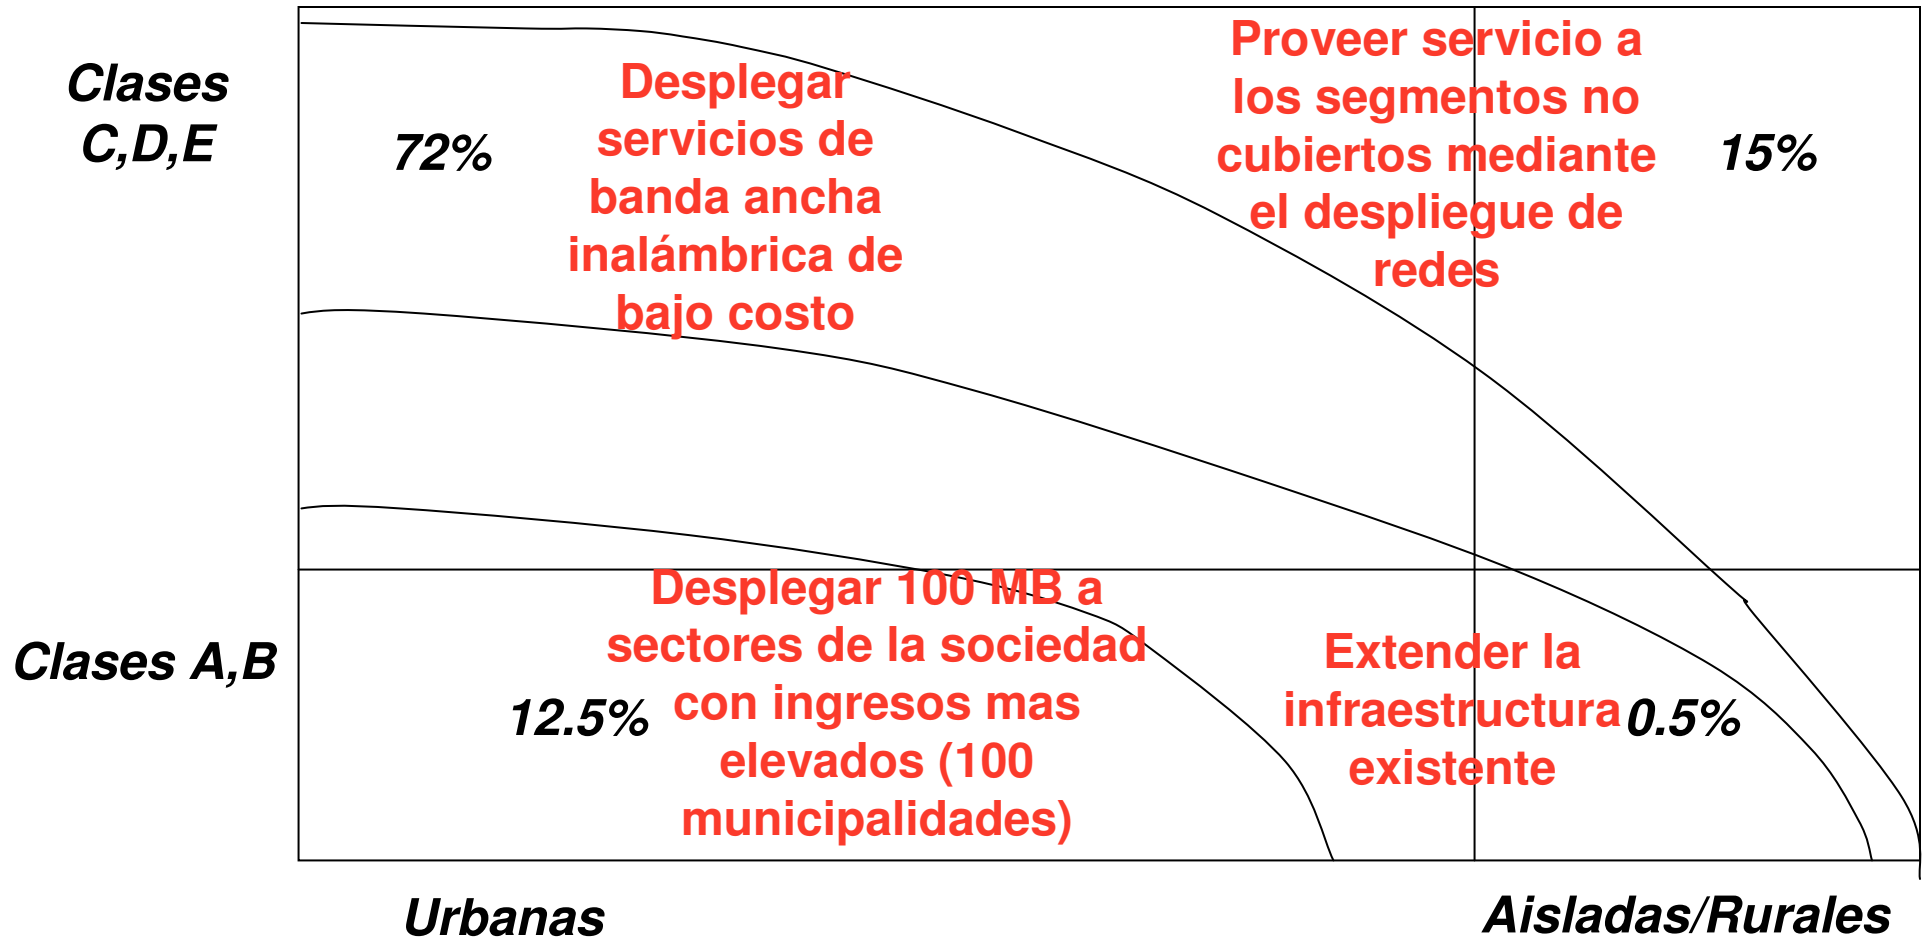 Clases
C,D,E
72%
Desplegar
servicios de
banda ancha
inalámbrica de
bajo costo
Proveer servicio a
los segmentos no
cubiertos mediante
el despliegue de
redes
15%
Clases A,B
12.5%
Desplegar 100 MB a
sectores de la sociedad
con ingresos mas
elevados (100
municipalidades)
Extender la
infraestructura
existente
0.5%
Urbanas
Aisladas/Rurales